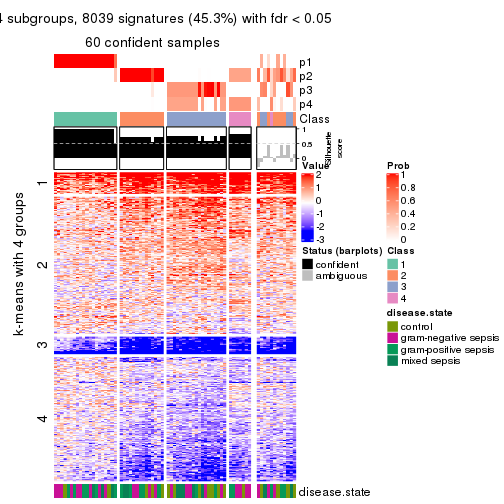 4 subgroups, 8039 signatures (45.3%) with fdr < 0.05
60 confident samples
p1
p2
p3
p4
Class
1
0.5
0
Silhouette
score
k-means with 4 groups
1
2
3
4
disease.state
Value
2
1
0
-1
-2
-3
Prob
1
0.8
0.6
0.4
0.2
0
Status (barplots)
confident
ambiguous
Class
1
2
3
4
disease.state
control
gram-negative sepsis
gram-positive sepsis
mixed sepsis